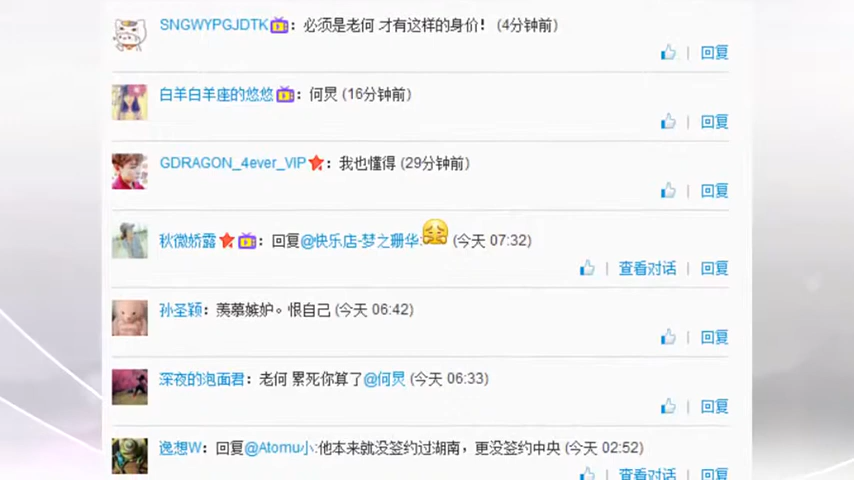 SNGWYPGJDTK：必须是老何 才有这样的身价！(4分钟前)
回复
白羊白羊座的悠悠：何炅 (16分钟前)
回复
GDRAGON_4ever_VIP：我也懂得 (29分钟前)
回复
秋微娇露：回复@快乐店-梦之珊华: (今天 07:32)
查看对话 | 回复
孙圣颖：羡慕嫉妒。恨自己 (今天 06:42)
回复
深夜的泡面君：老何 累死你算了@何炅 (今天 06:33)
回复
逸想W：回复@Atomu小:他本来就没签约过湖南，更没签约中央 (今天 02:52)
查看对话 | 回复